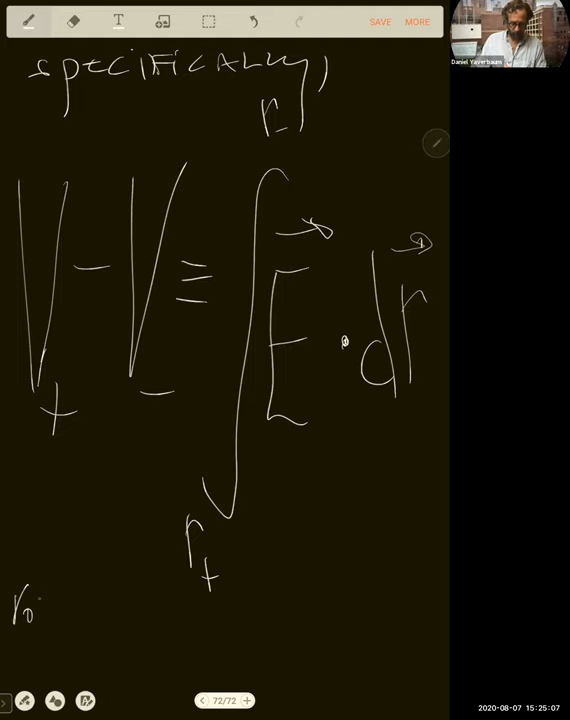 SAVE MORE
Daniel Yaverbaum
specifically,
V₊ - V₋ ≡ ∫ᵣ₊^r₋ E⃗ · dr⃗
72/72
2020-08-07 15:25:07